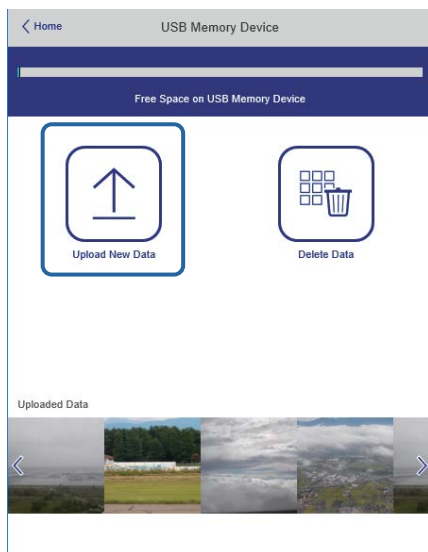 Home
USB Memory Device
Free Space on USB Memory Device
Upload New Data
Delete Data
Uploaded Data